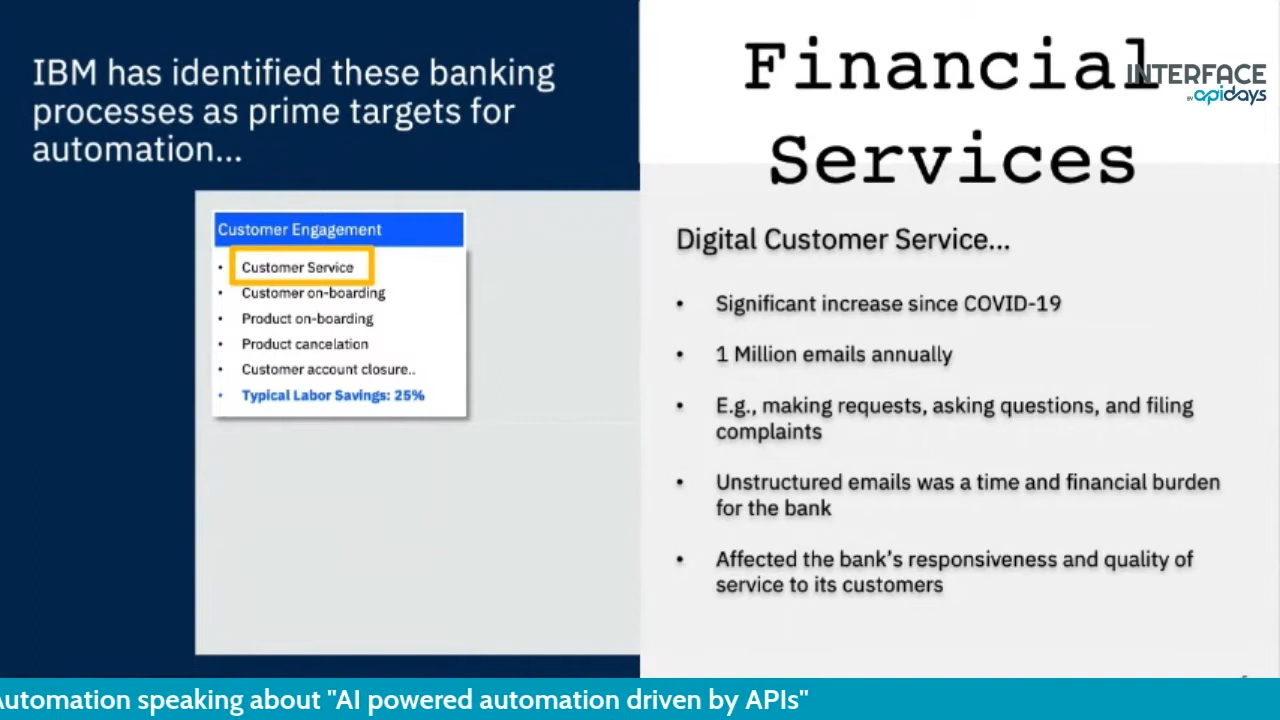 IBM has identified these banking
processes as prime targets for
automation...
Customer Engagement
• Customer Service
• Customer on-boarding
• Product on-boarding
• Product cancelation
• Customer account closure..
• Typical Labor Savings: 25%
Financial
Services
INTERFACE
BY apidays
Digital Customer Service...
• Significant increase since COVID-19
• 1 Million emails annually
• E.g., making requests, asking questions, and filing
complaints
• Unstructured emails was a time and financial burden
for the bank
• Affected the bank's responsiveness and quality of
service to its customers
Automation speaking about "AI powered automation driven by APIs"